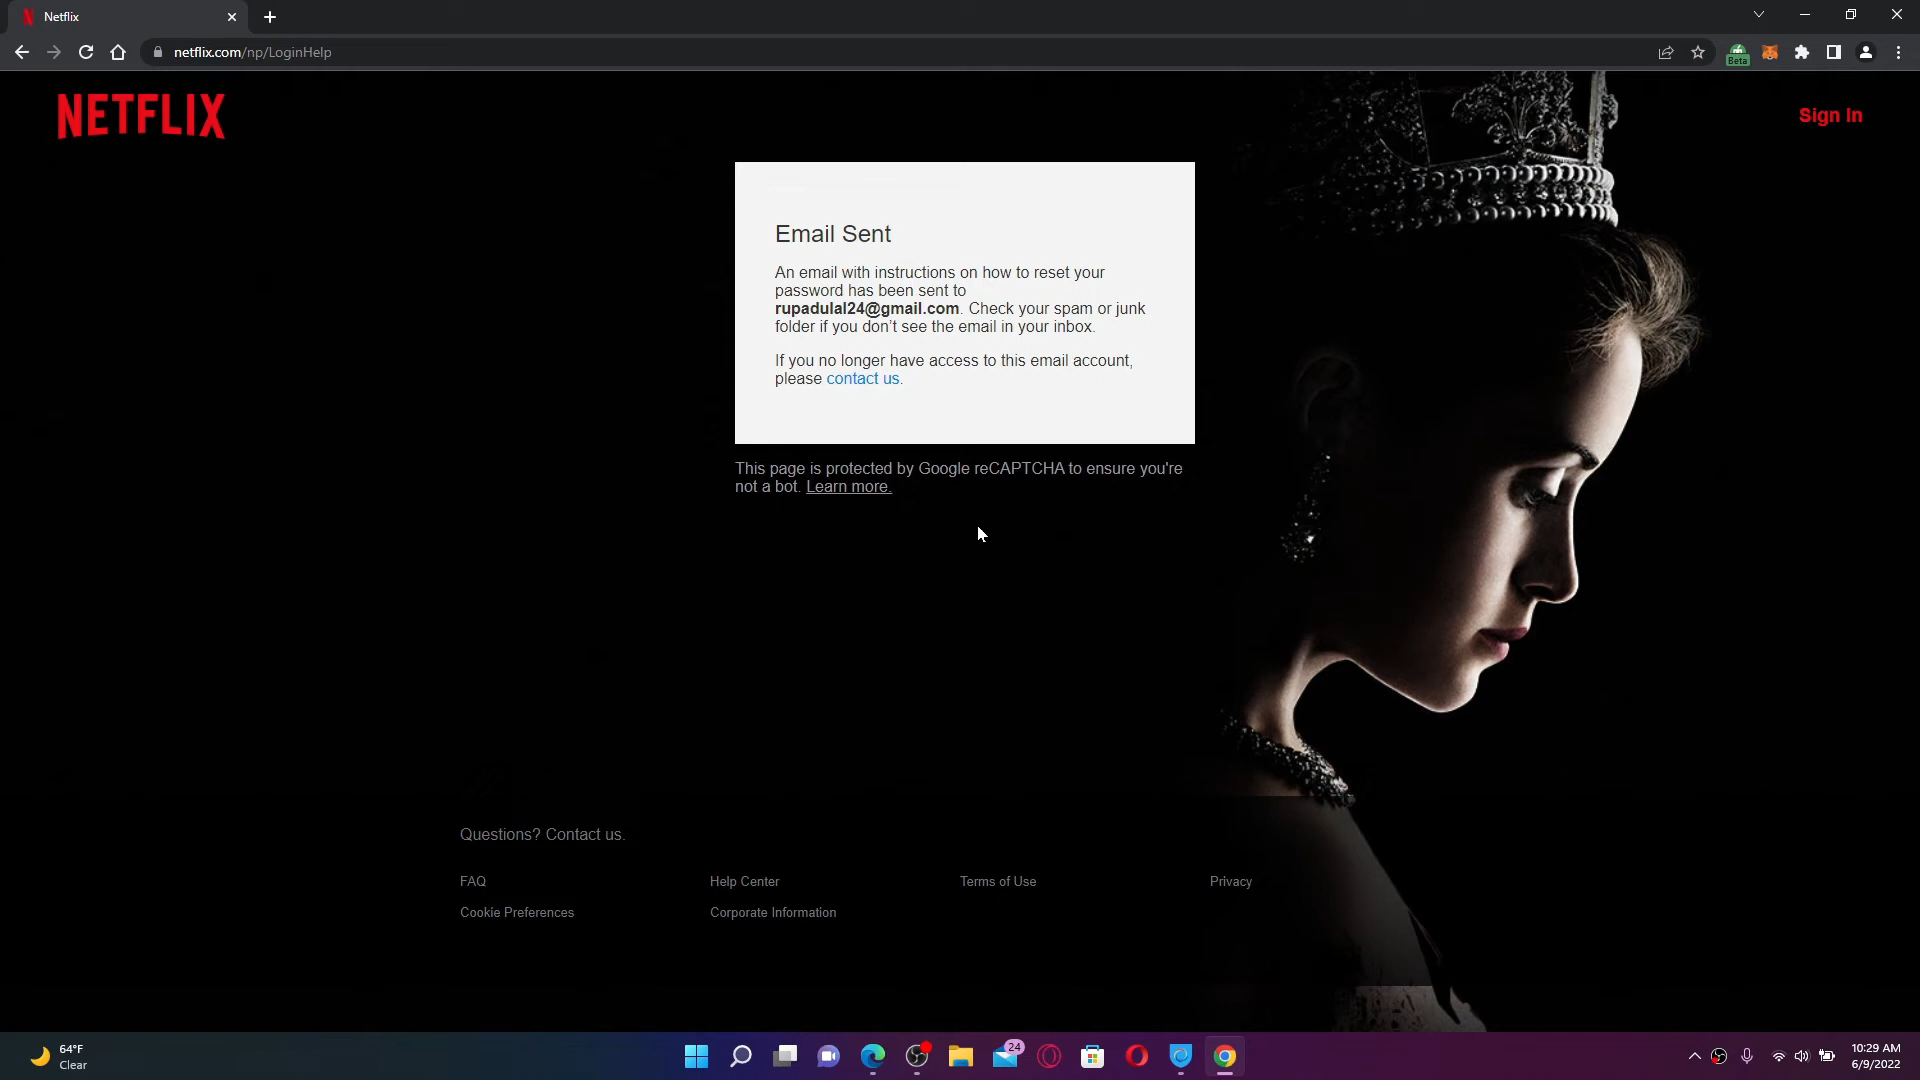 Netflix
netflix.com/np/LoginHelp
Beta
NETFLIX
Sign In
Email Sent
An email with instructions on how to reset your
password has been sent to
rupadulal24@gmail.com. Check your spam or junk
folder if you don't see the email in your inbox.
If you no longer have access to this email account,
please contact us.
This page is protected by Google reCAPTCHA to ensure you're
not a bot. Learn more.
Questions? Contact us.
FAQ
Help Center
Terms of Use
Privacy
Cookie Preferences
Corporate Information
64°F
Clear
24
10:29 AM
6/9/2022